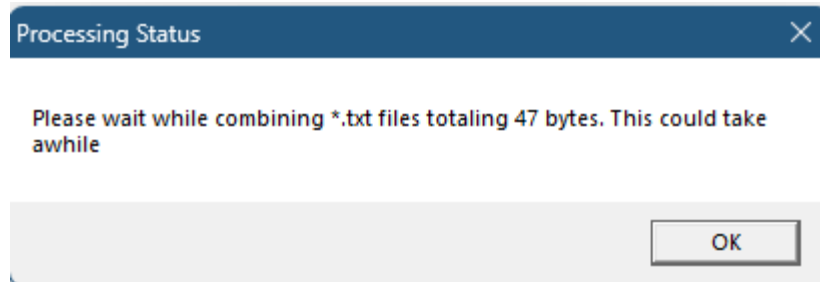 Processing Status
Please wait while combining *.txt files totaling 47 bytes. This could take
awhile
OK